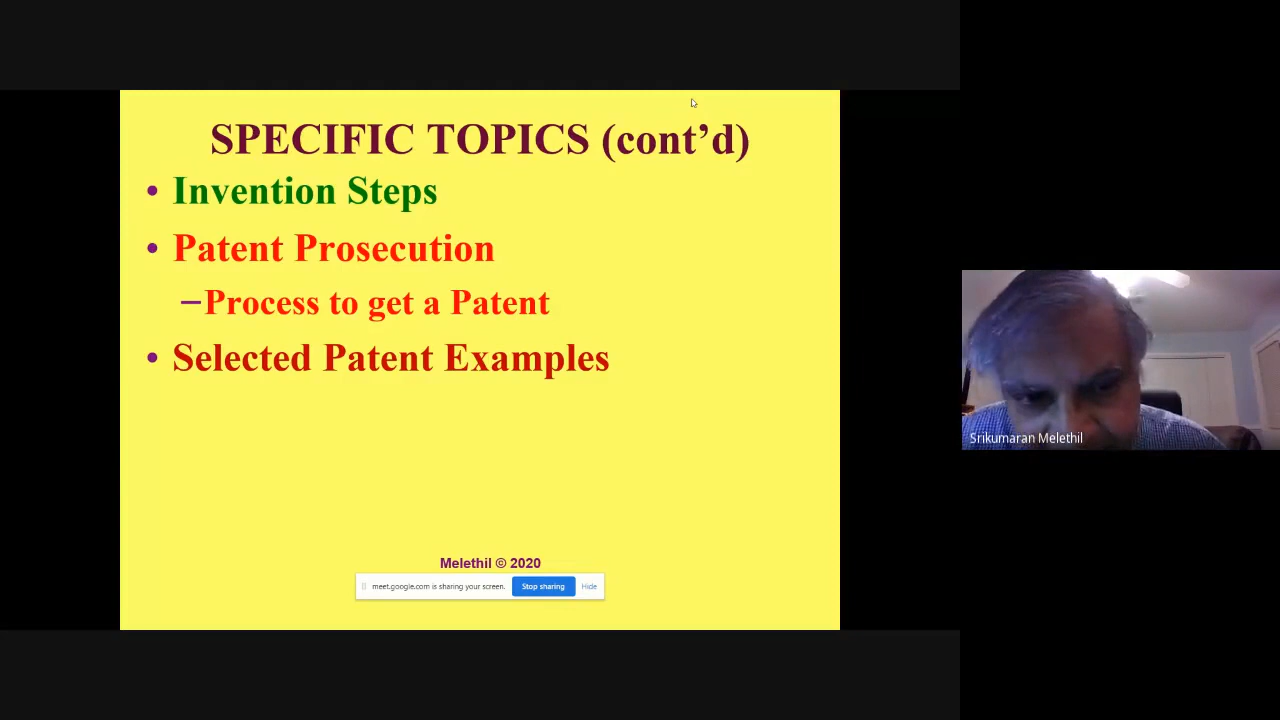 SPECIFIC TOPICS (cont’d)
• Invention Steps
• Patent Prosecution
–Process to get a Patent
• Selected Patent Examples
Melethil © 2020
meet.google.com is sharing your screen. Stop sharing Hide
Srikumaran Melethil